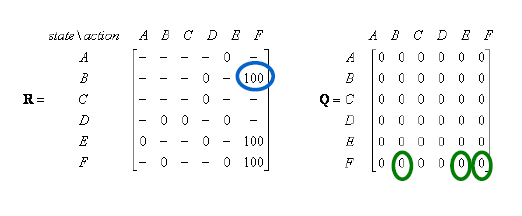 state\action A B C D E F
A - - - - 0 -
B - - - 0 - 100
R = C - - - 0 - -
D - 0 0 - 0 -
E 0 - - 0 - 100
F - 0 - - 0 100
A B C D E F
A 0 0 0 0 0 0
B 0 0 0 0 0 0
Q = C 0 0 0 0 0 0
D 0 0 0 0 0 0
E 0 0 0 0 0 0
F 0 0 0 0 0 0